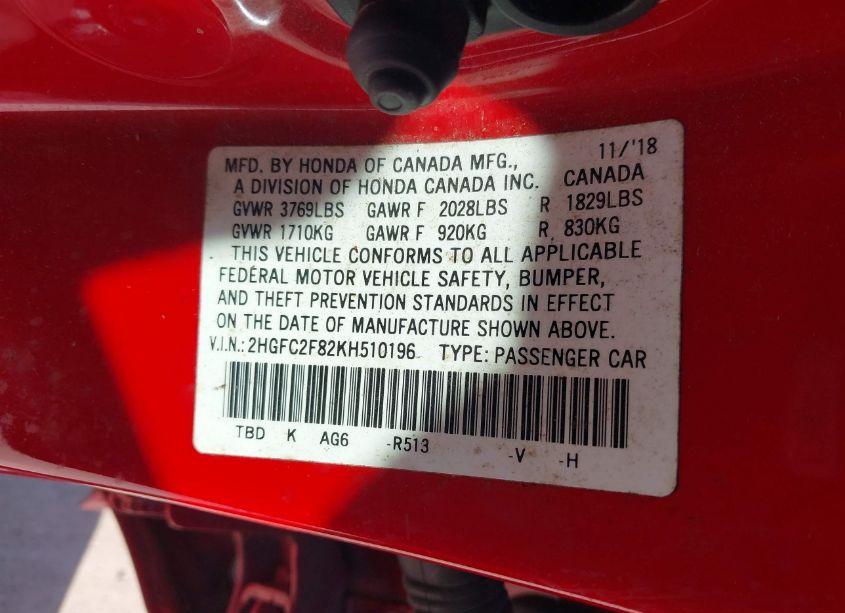 11/'18
MFD. BY HONDA OF CANADA MFG.,
A DIVISION OF HONDA CANADA INC. CANADA
GVWR 3769LBS GAWR F 2028LBS R 1829LBS
GVWR 1710KG GAWR F 920KG R 830KG
THIS VEHICLE CONFORMS TO ALL APPLICABLE
FEDERAL MOTOR VEHICLE SAFETY, BUMPER,
AND THEFT PREVENTION STANDARDS IN EFFECT
ON THE DATE OF MANUFACTURE SHOWN ABOVE.
V.I.N.: 2HGFC2F82KH510196 TYPE: PASSENGER CAR
TBD K AG6 -R513 -V -H